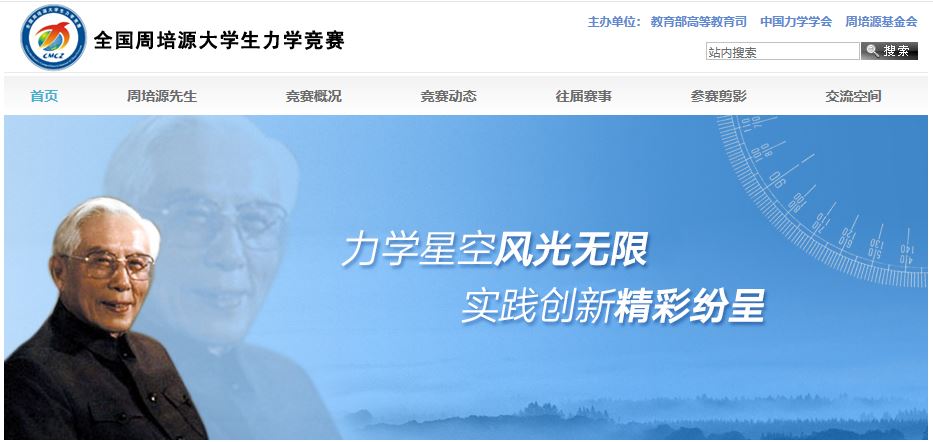 主办单位： 教育部高等教育司 中国力学学会 周培源基金会
CMCZ
全国周培源大学生力学竞赛
站内搜索 搜索
首页 周培源先生 竞赛概况 竞赛动态 往届赛事 参赛剪影 交流空间
力学星空风光无限
实践创新精彩纷呈